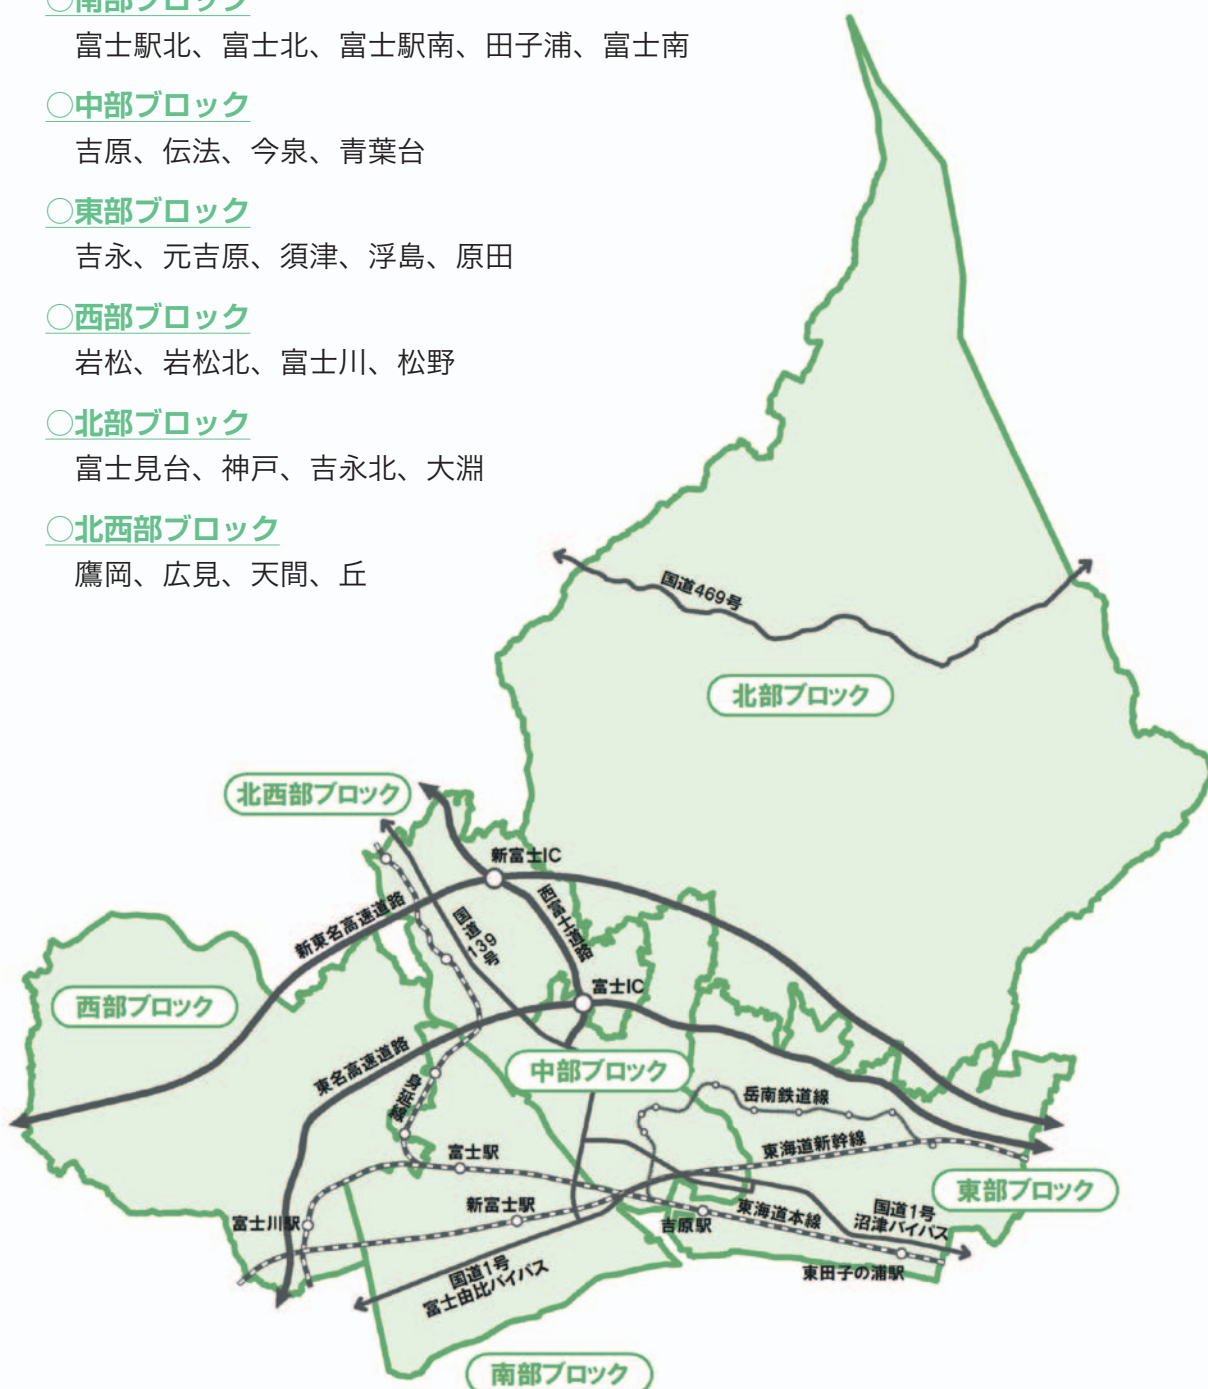 ○南部ブロック
富士駅北、富士北、富士駅南、田子浦、富士南
○中部ブロック
吉原、伝法、今泉、青葉台
○東部ブロック
吉永、元吉原、須津、浮島、原田
○西部ブロック
岩松、岩松北、富士川、松野
○北部ブロック
富士見台、神戸、吉永北、大淵
○北西部ブロック
鷹岡、広見、天間、丘
国道469号
北部ブロック
北西部ブロック
新富士IC
新東名高速道路
国道139号
西富士道路
西部ブロック
富士IC
東名高速道路
中部ブロック
身延線
岳南鉄道線
富士駅
東海道新幹線
東部ブロック
新富士駅
富士川駅
吉原駅
東海道本線
国道1号
沼津バイパス
国道1号
富士由比バイパス
東田子の浦駅
南部ブロック